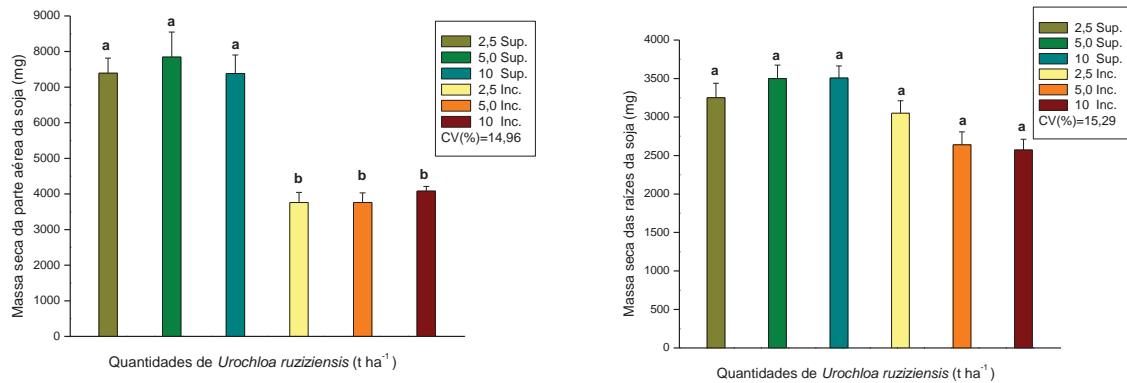 Massa seca da parte aérea da soja (mg)
9000
8000
7000
6000
5000
4000
3000
2000
1000
0
a
a
a
b
b
b
2,5 Sup.
5,0 Sup.
10 Sup.
2,5 Inc.
5,0 Inc.
10 Inc.
CV(%)=14,96
Quantidades de Urochloa ruziziensis (t ha⁻¹)
Massa seca das raízes da soja (mg)
4000
3500
3000
2500
2000
1500
1000
500
0
a
a
a
a
a
a
2,5 Sup.
5,0 Sup.
10 Sup.
2,5 Inc.
5,0 Inc.
10 Inc.
CV(%)=15,29
Quantidades de Urochloa ruziziensis (t ha⁻¹)